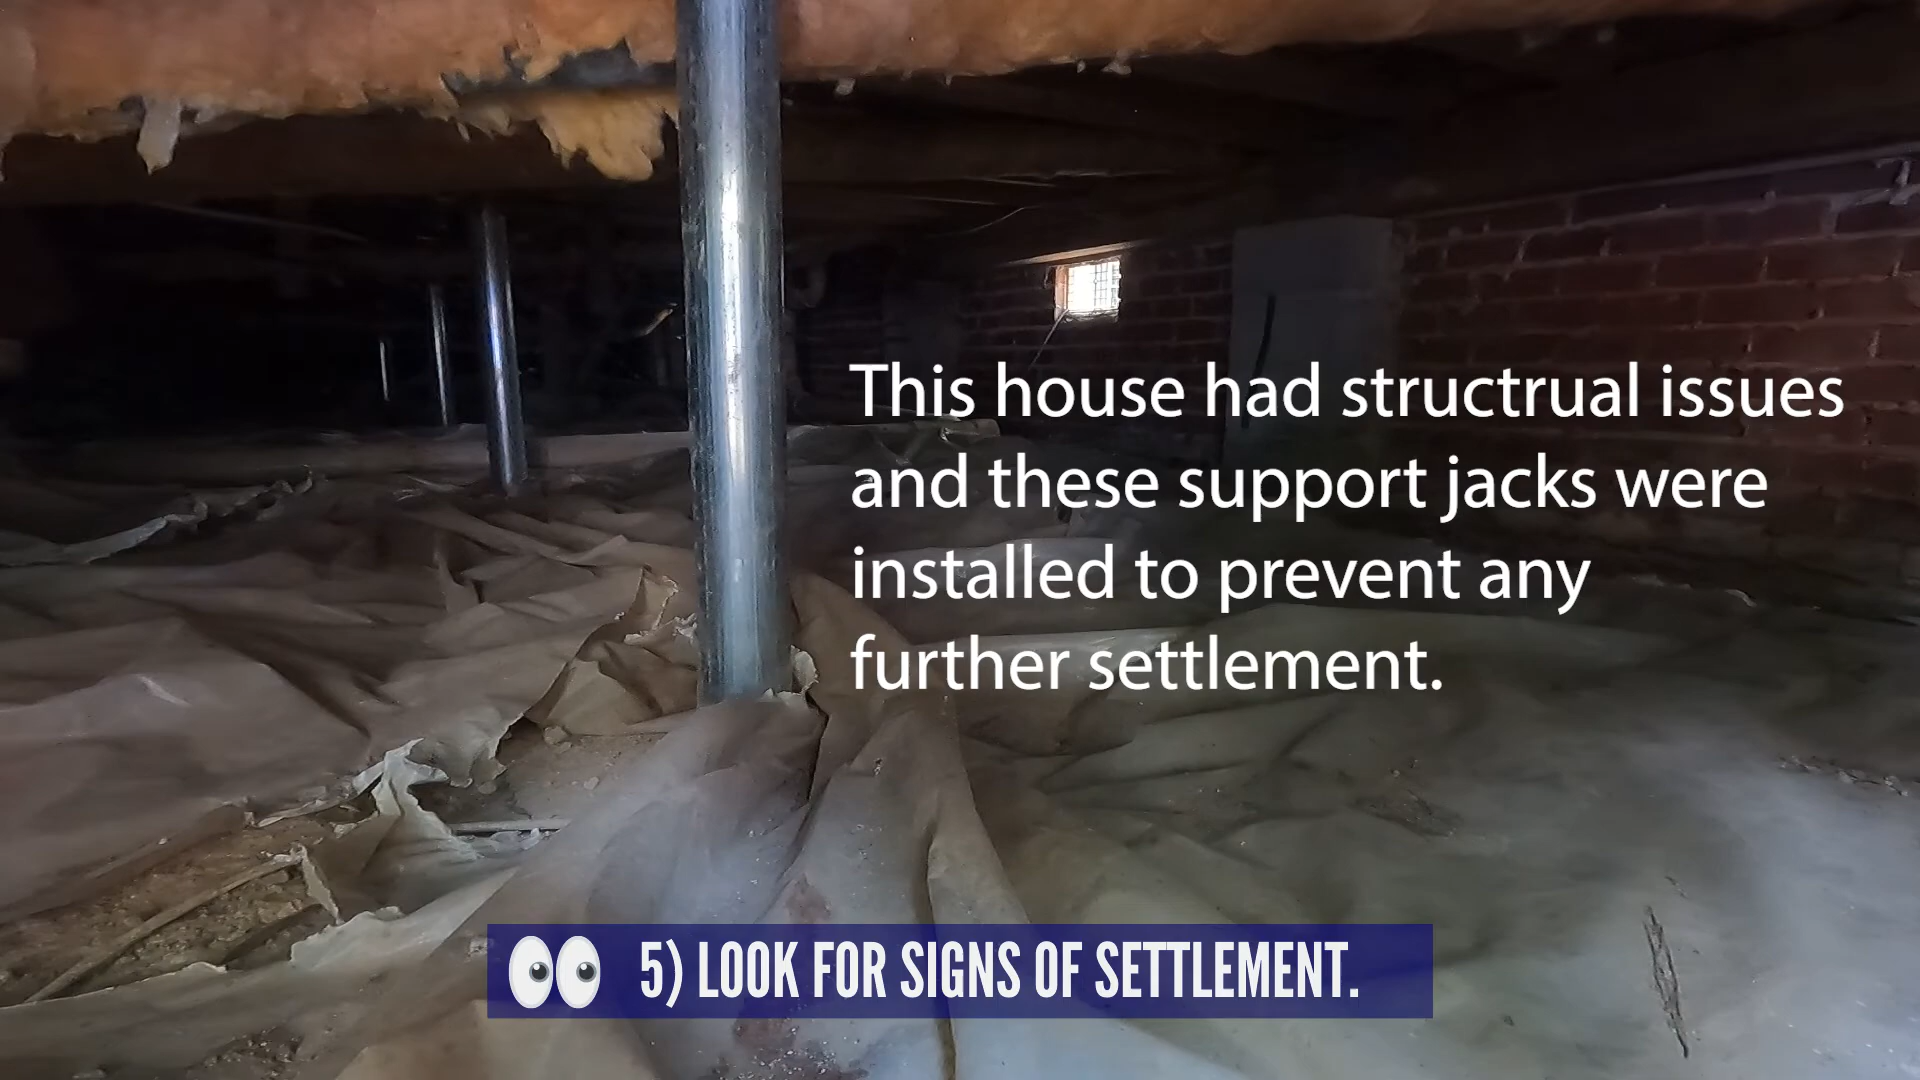 This house had structrual issues
and these support jacks were
installed to prevent any
further settlement.
5) LOOK FOR SIGNS OF SETTLEMENT.